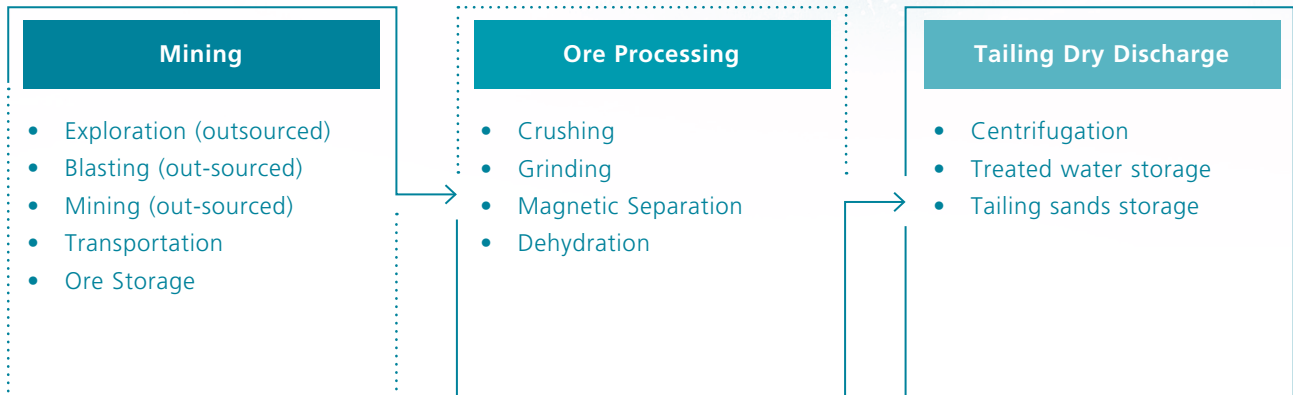 Mining
• Exploration (outsourced)
• Blasting (out-sourced)
• Mining (out-sourced)
• Transportation
• Ore Storage
Ore Processing
• Crushing
• Grinding
• Magnetic Separation
• Dehydration
Tailing Dry Discharge
• Centrifugation
• Treated water storage
• Tailing sands storage